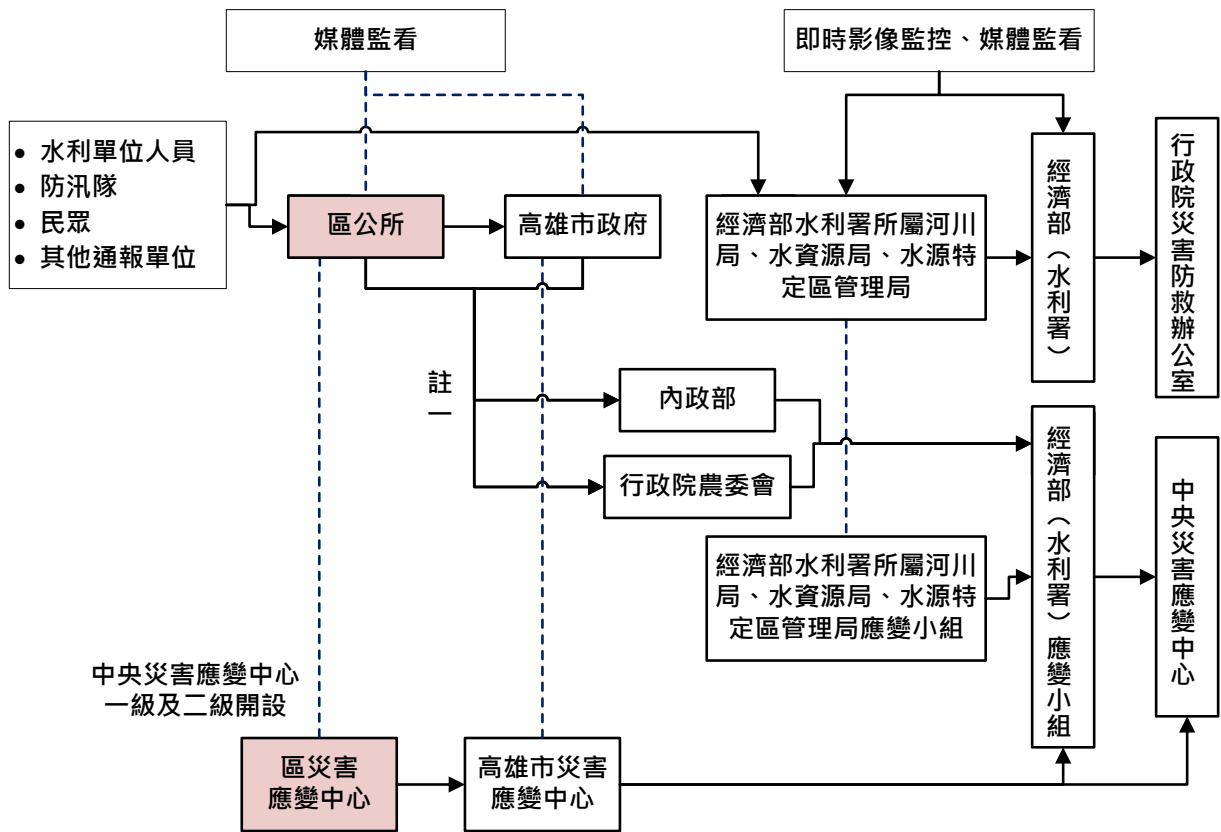 媒體監看
即時影像監控、媒體監看
• 水利單位人員
• 防汛隊
• 民眾
• 其他通報單位
區公所
高雄市政府
經濟部水利署所屬河川
局、水資源局、水源特
定區管理局
經濟部（水利署）
行政院災害防救辦公室
註一
內政部
行政院農委會
經濟部水利署所屬河川
局、水資源局、水源特
定區管理局應變小組
經濟部（水利署）應變小組
中央災害應變中心
中央災害應變中心
一級及二級開設
區災害
應變中心
高雄市災害
應變中心